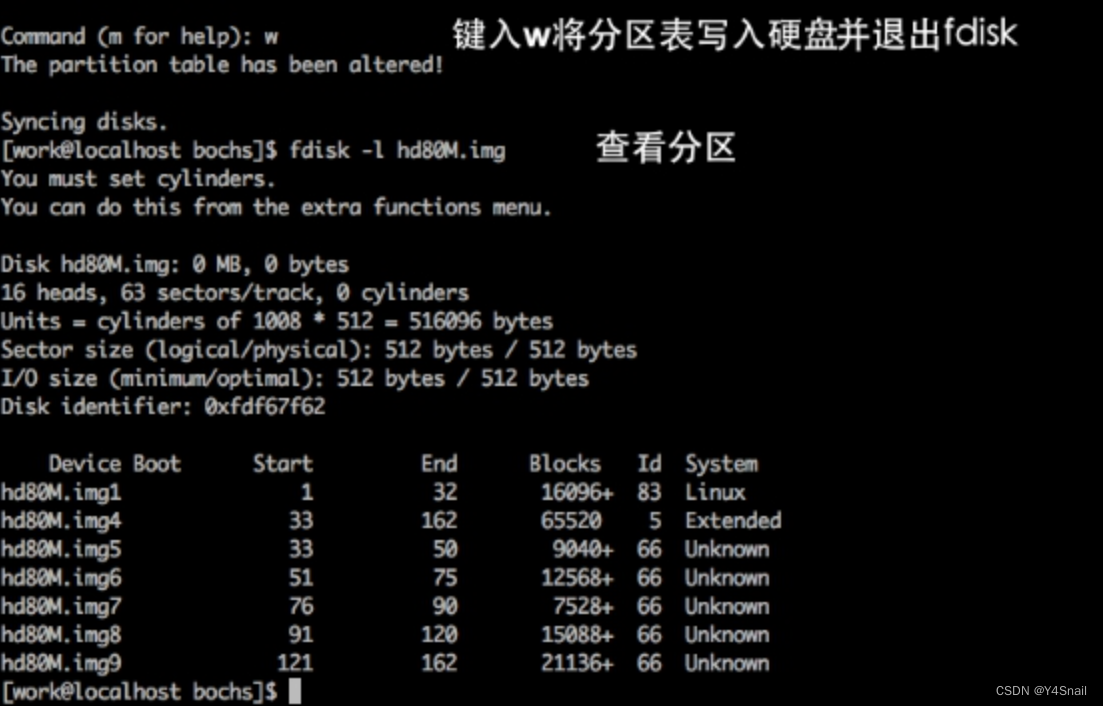 Command (m for help): w 键入w将分区表写入硬盘并退出fdisk
The partition table has been altered!
Syncing disks.
[work@localhost bochs]$ fdisk -l hd80M.img 查看分区
You must set cylinders.
You can do this from the extra functions menu.
Disk hd80M.img: 0 MB, 0 bytes
16 heads, 63 sectors/track, 0 cylinders
Units = cylinders of 1008 * 512 = 516096 bytes
Sector size (logical/physical): 512 bytes / 512 bytes
I/O size (minimum/optimal): 512 bytes / 512 bytes
Disk identifier: 0xfdf67f62
Device Boot Start End Blocks Id System
hd80M.img1 1 32 16096+ 83 Linux
hd80M.img4 33 162 65520 5 Extended
hd80M.img5 33 50 9040+ 66 Unknown
hd80M.img6 51 75 12568+ 66 Unknown
hd80M.img7 76 90 7528+ 66 Unknown
hd80M.img8 91 120 15088+ 66 Unknown
hd80M.img9 121 162 21136+ 66 Unknown
[work@localhost bochs]$
CSDN @Y4Snail